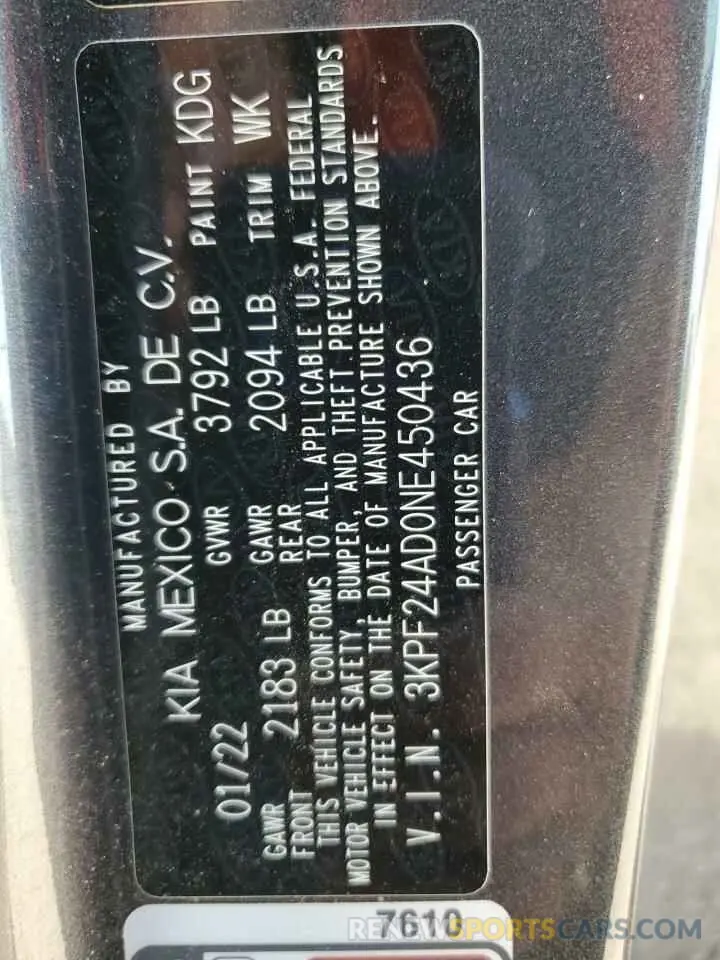 MANUFACTURED BY
KIA MEXICO S.A. DE C.V.
01/22 GVWR 3792 LB PAINT KDG
GAWR FRONT 2183 LB GAWR REAR 2094 LB TRIM WK
THIS VEHICLE CONFORMS TO ALL APPLICABLE U.S.A. FEDERAL
MOTOR VEHICLE SAFETY, BUMPER, AND THEFT PREVENTION STANDARDS
IN EFFECT ON THE DATE OF MANUFACTURE SHOWN ABOVE.
V.I.N. 3KPF24AD0NE450436
PASSENGER CAR
7610
RENEWSPORTSCARS.COM